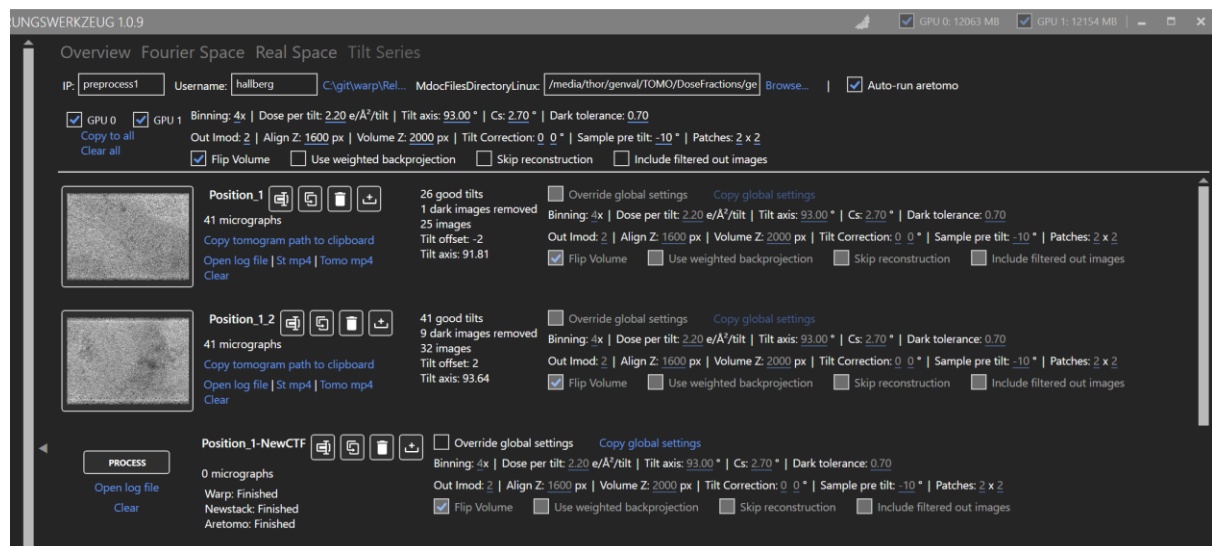 UNGSWERKZEUG 1.0.9
GPU 0: 12063 MB
GPU 1: 12154 MB
Overview Fourier Space Real Space Tilt Series
IP: preprocess1 Username: hallberg C:\git\warp\Rel... MdocFilesDirectoryLinux: /media/thor/genval/TOMO/DoseFractions/ge Browse... | Auto-run aretomo
GPU 0 GPU 1 Binning: 4x | Dose per tilt: 2.20 e/Å²/tilt | Tilt axis: 93.00 ° | Cs: 2.70 ° | Dark tolerance: 0.70
Copy to all Out Imod: 2 | Align Z: 1600 px | Volume Z: 2000 px | Tilt Correction: 0 0 ° | Sample pre tilt: -10 ° | Patches: 2 x 2
Clear all Flip Volume Use weighted backprojection Skip reconstruction Include filtered out images
Position_1
41 micrographs
Copy tomogram path to clipboard
Open log file | St mp4 | Tomo mp4
Clear
26 good tilts
1 dark images removed
25 images
Tilt offset: -2
Tilt axis: 91.81
Override global settings Copy global settings
Binning: 4x | Dose per tilt: 2.20 e/Å²/tilt | Tilt axis: 93.00 ° | Cs: 2.70 ° | Dark tolerance: 0.70
Out Imod: 2 | Align Z: 1600 px | Volume Z: 2000 px | Tilt Correction: 0 0 ° | Sample pre tilt: -10 ° | Patches: 2 x 2
Flip Volume Use weighted backprojection Skip reconstruction Include filtered out images
Position_1_2
41 micrographs
Copy tomogram path to clipboard
Open log file | St mp4 | Tomo mp4
Clear
41 good tilts
9 dark images removed
32 images
Tilt offset: 2
Tilt axis: 93.64
Override global settings Copy global settings
Binning: 4x | Dose per tilt: 2.20 e/Å²/tilt | Tilt axis: 93.00 ° | Cs: 2.70 ° | Dark tolerance: 0.70
Out Imod: 2 | Align Z: 1600 px | Volume Z: 2000 px | Tilt Correction: 0 0 ° | Sample pre tilt: -10 ° | Patches: 2 x 2
Flip Volume Use weighted backprojection Skip reconstruction Include filtered out images
PROCESS
Open log file
Clear
Position_1-NewCTF
0 micrographs
Warp: Finished
Newstack: Finished
Aretomo: Finished
Override global settings Copy global settings
Binning: 4x | Dose per tilt: 2.20 e/Å²/tilt | Tilt axis: 93.00 ° | Cs: 2.70 ° | Dark tolerance: 0.70
Out Imod: 2 | Align Z: 1600 px | Volume Z: 2000 px | Tilt Correction: 0 0 ° | Sample pre tilt: -10 ° | Patches: 2 x 2
Flip Volume Use weighted backprojection Skip reconstruction Include filtered out images